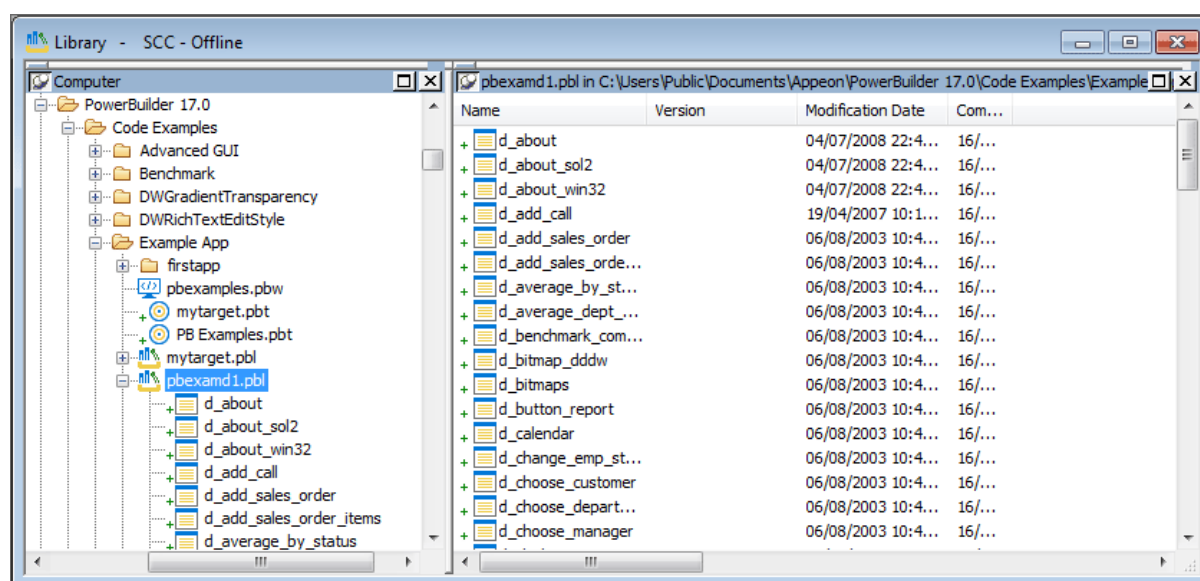 Library - SCC - Offline
Computer
PowerBuilder 17.0
Code Examples
Advanced GUI
Benchmark
DWGradientTransparency
DWRichTextEditStyle
Example App
firstapp
pbexamples.pbw
mytarget.pbt
PB Examples.pbt
mytarget.pbl
pbexamd1.pbl
d_about
d_about_sol2
d_about_win32
d_add_call
d_add_sales_order
d_add_sales_order_items
d_average_by_status
pbexamd1.pbl in C:\Users\Public\Documents\Appeon\PowerBuilder 17.0\Code Examples\Example
Name Version Modification Date Com...
d_about 04/07/2008 22:4... 16/...
d_about_sol2 04/07/2008 22:4... 16/...
d_about_win32 04/07/2008 22:4... 16/...
d_add_call 19/04/2007 10:1... 16/...
d_add_sales_order 06/08/2003 10:4... 16/...
d_add_sales_orde... 06/08/2003 10:4... 16/...
d_average_by_st... 06/08/2003 10:4... 16/...
d_average_dept_... 06/08/2003 10:4... 16/...
d_benchmark_com... 06/08/2003 10:4... 16/...
d_bitmap_dddw 06/08/2003 10:4... 16/...
d_bitmaps 06/08/2003 10:4... 16/...
d_button_report 06/08/2003 10:4... 16/...
d_calendar 06/08/2003 10:4... 16/...
d_change_emp_st... 06/08/2003 10:4... 16/...
d_choose_customer 06/08/2003 10:4... 16/...
d_choose_depart... 06/08/2003 10:4... 16/...
d_choose_manager 06/08/2003 10:4... 16/...